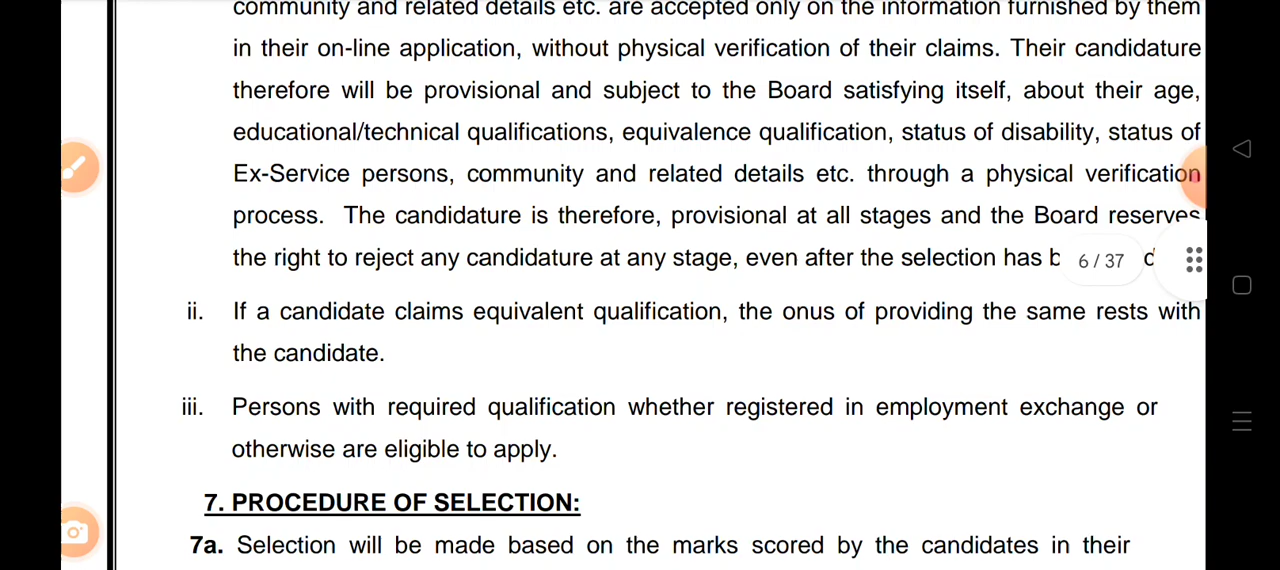 community and related details etc. are accepted only on the information furnished by them
in their on-line application, without physical verification of their claims. Their candidature
therefore will be provisional and subject to the Board satisfying itself, about their age,
educational/technical qualifications, equivalence qualification, status of disability, status of
Ex-Service persons, community and related details etc. through a physical verification
process. The candidature is therefore, provisional at all stages and the Board reserves
the right to reject any candidature at any stage, even after the selection has
6 / 37
ii. If a candidate claims equivalent qualification, the onus of providing the same rests with
the candidate.
iii. Persons with required qualification whether registered in employment exchange or
otherwise are eligible to apply.
7. PROCEDURE OF SELECTION:
7a. Selection will be made based on the marks scored by the candidates in their